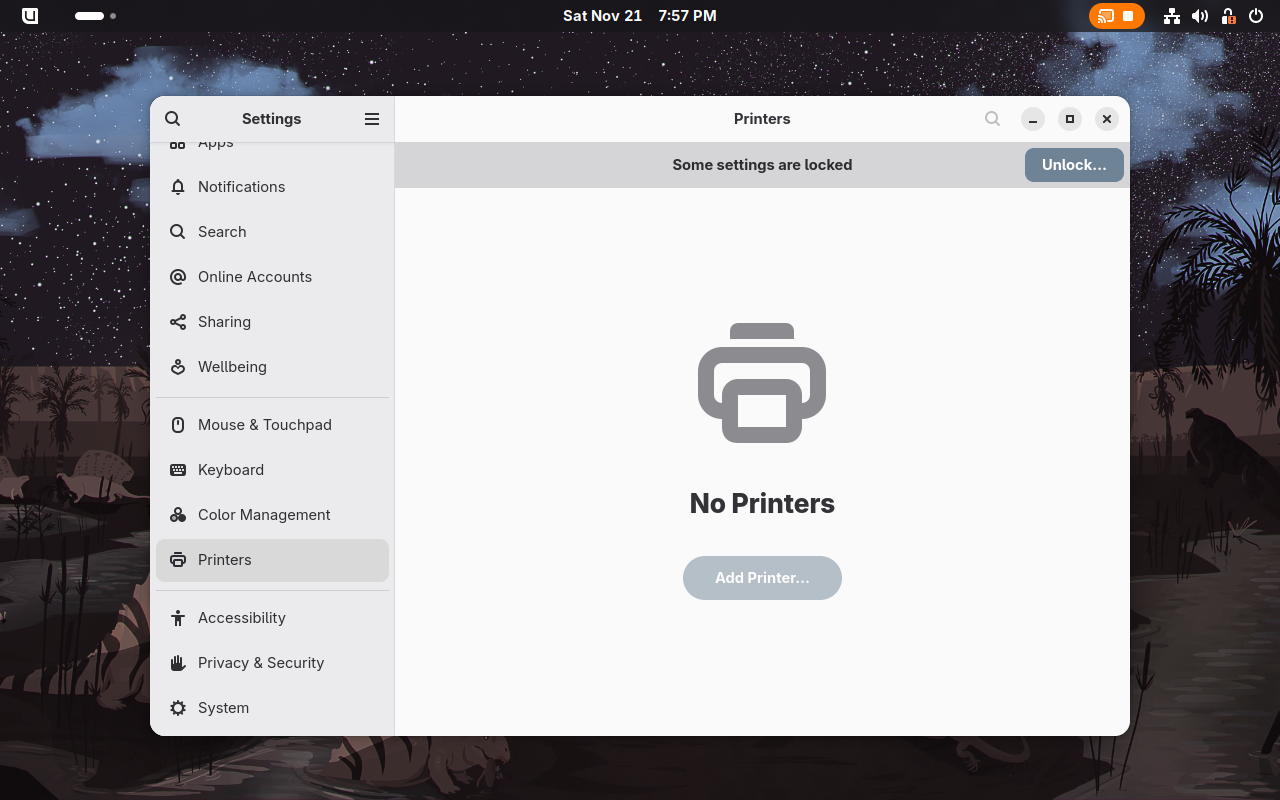 Sat Nov 21 7:57 PM
Settings
Printers
Apps
Notifications
Search
Online Accounts
Sharing
Wellbeing
Mouse & Touchpad
Keyboard
Color Management
Printers
Accessibility
Privacy & Security
System
Some settings are locked
Unlock...
No Printers
Add Printer...